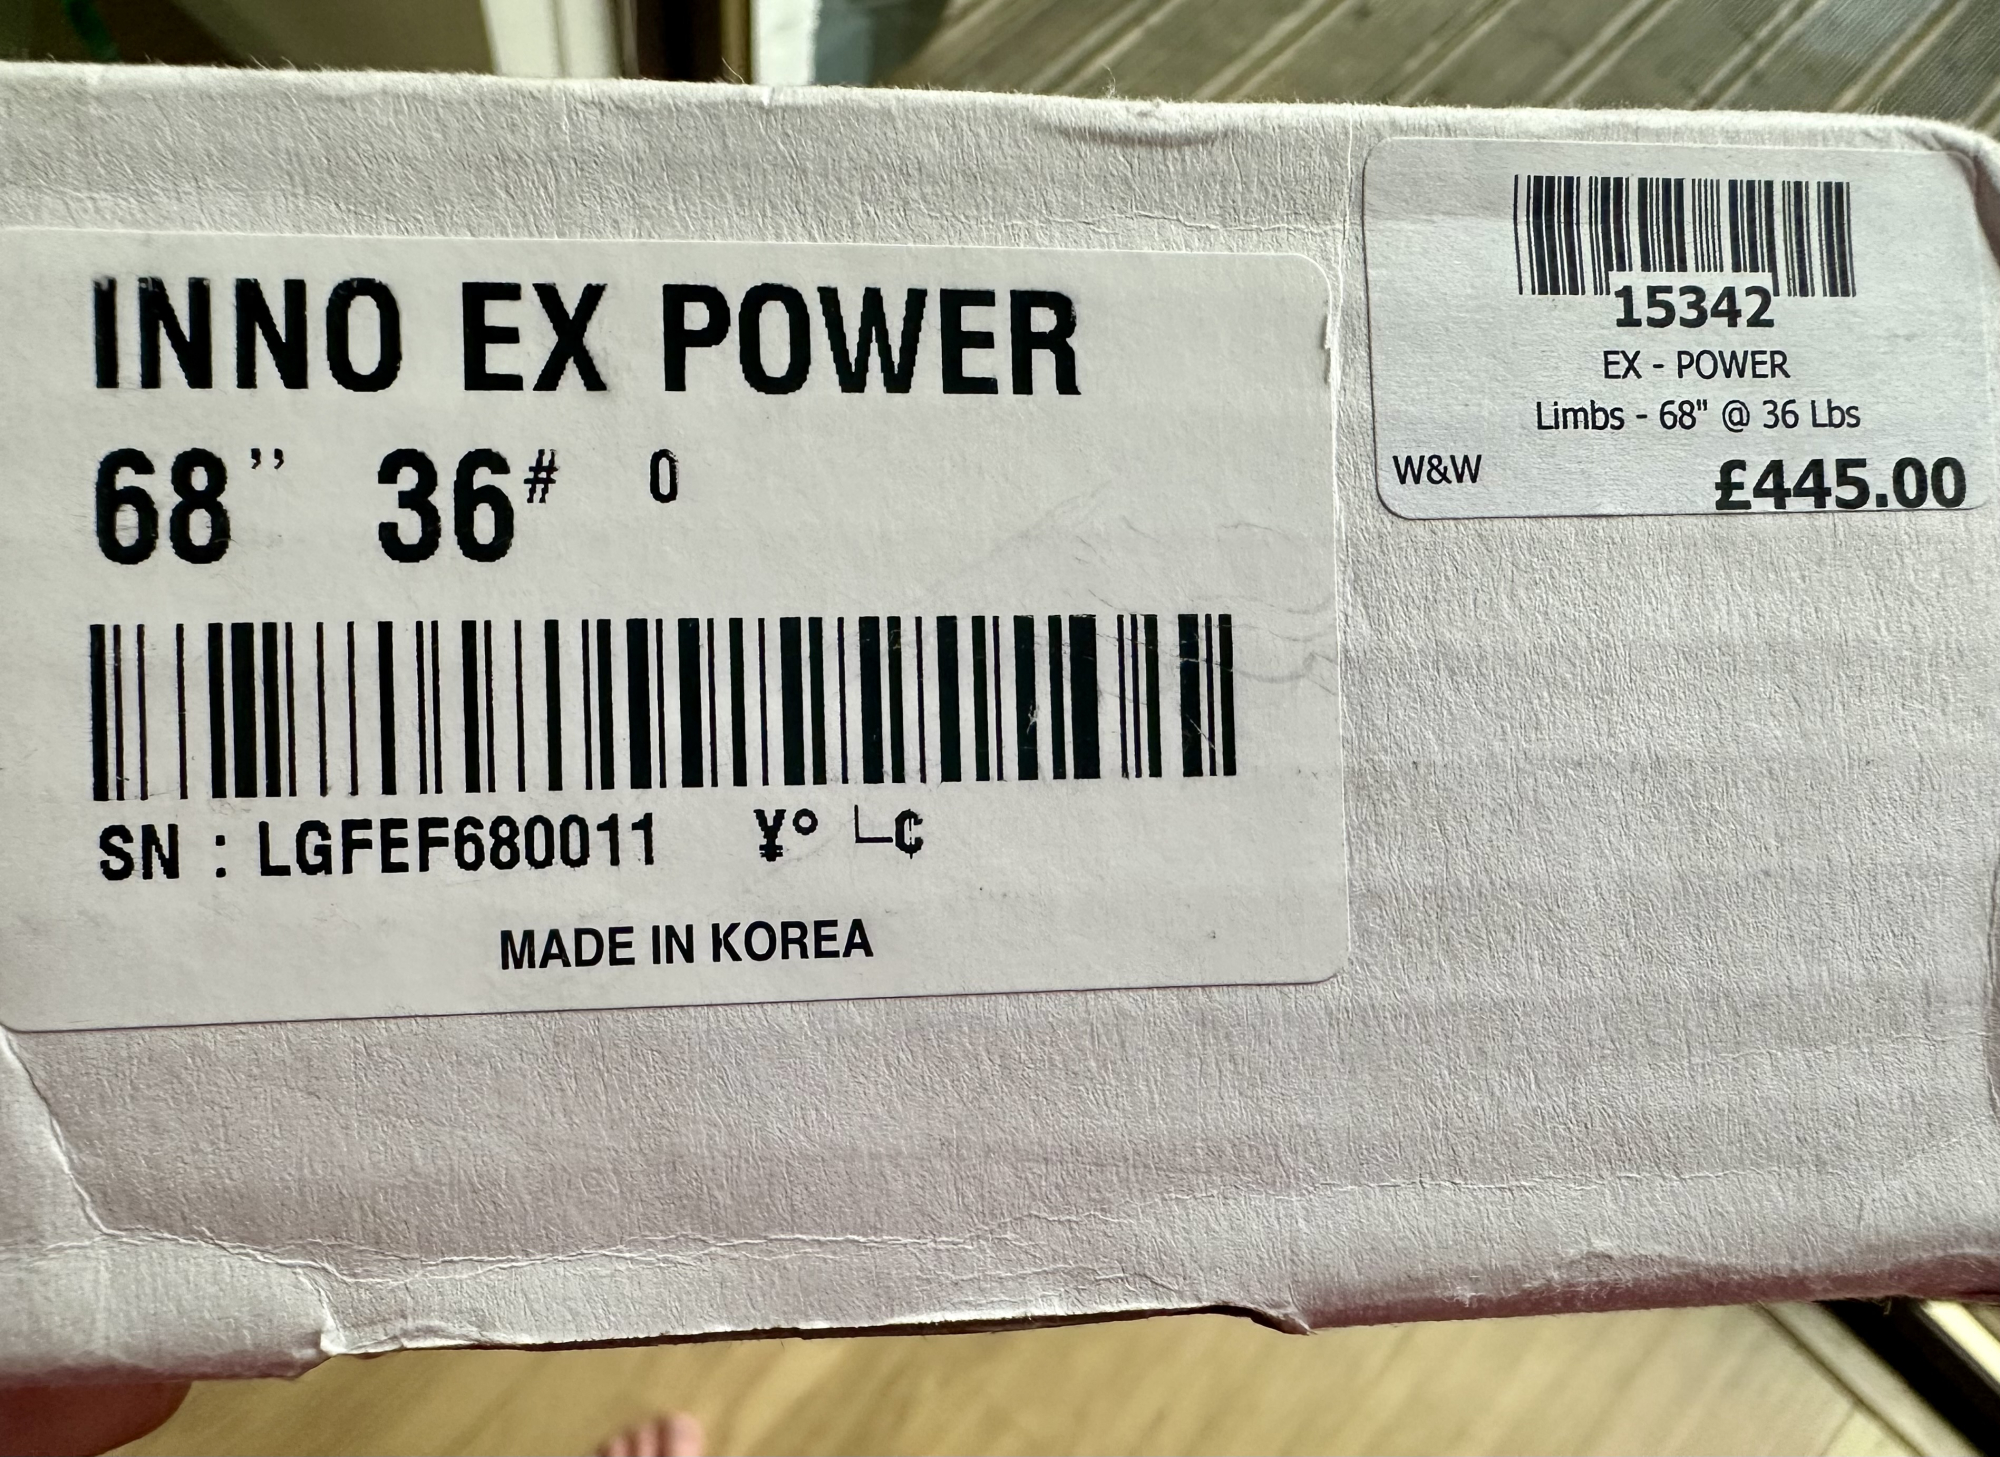 INNO EX POWER
68’’ 36# 0
SN : LGFEF680011 ¥° ∟¢
MADE IN KOREA
15342
EX - POWER
Limbs - 68" @ 36 Lbs
W&W £445.00